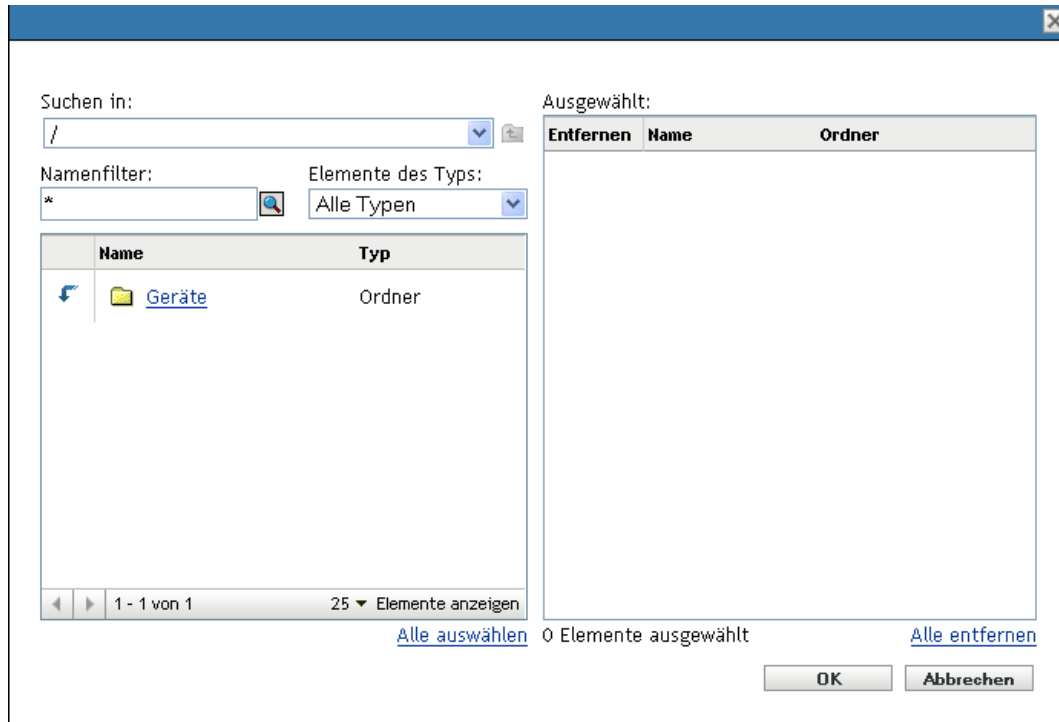 Suchen in:
/
Namenfilter:
Elemente des Typs:
*
Alle Typen
Name
Typ
Geräte
Ordner
1 - 1 von 1
25
Elemente anzeigen
Alle auswählen
Ausgewählt:
Entfernen
Name
Ordner
0 Elemente ausgewählt
Alle entfernen
OK
Abbrechen